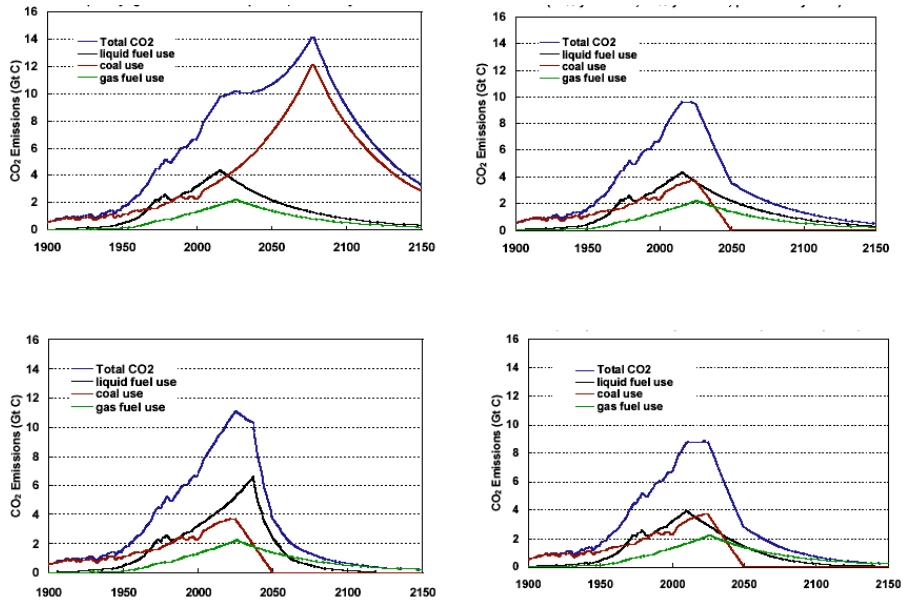 16
14
12
10
8
6
4
2
0
CO2 Emissions (Gt C)
Total CO2
liquid fuel use
coal use
gas fuel use
1900 1950 2000 2050 2100 2150
16
14
12
10
8
6
4
2
0
CO2 Emissions (Gt C)
Total CO2
liquid fuel use
coal use
gas fuel use
1900 1950 2000 2050 2100 2150
16
14
12
10
8
6
4
2
0
CO2 Emissions (Gt C)
Total CO2
liquid fuel use
coal use
gas fuel use
1900 1950 2000 2050 2100 2150
16
14
12
10
8
6
4
2
0
CO2 Emissions (Gt C)
Total CO2
liquid fuel use
coal use
gas fuel use
1900 1950 2000 2050 2100 2150